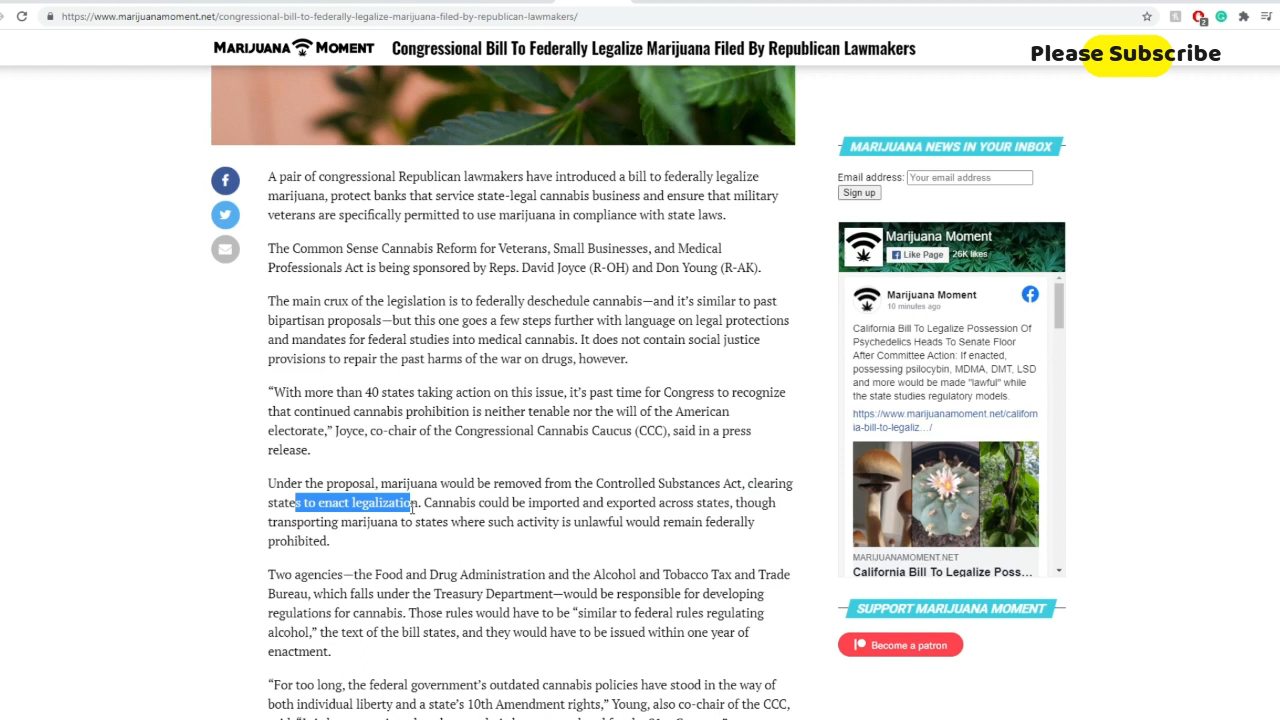 https://www.marijuanamoment.net/congressional-bill-to-federally-legalize-marijuana-filed-by-republican-lawmakers/
2
MARIJUANA MOMENT
Congressional Bill To Federally Legalize Marijuana Filed By Republican Lawmakers
Please Subscribe
A pair of congressional Republican lawmakers have introduced a bill to federally legalize
marijuana, protect banks that service state-legal cannabis business and ensure that military
veterans are specifically permitted to use marijuana in compliance with state laws.
The Common Sense Cannabis Reform for Veterans, Small Businesses, and Medical
Professionals Act is being sponsored by Reps. David Joyce (R-OH) and Don Young (R-AK).
The main crux of the legislation is to federally deschedule cannabis—and it's similar to past
bipartisan proposals—but this one goes a few steps further with language on legal protections
and mandates for federal studies into medical cannabis. It does not contain social justice
provisions to repair the past harms of the war on drugs, however.
“With more than 40 states taking action on this issue, it's past time for Congress to recognize
that continued cannabis prohibition is neither tenable nor the will of the American
electorate,” Joyce, co-chair of the Congressional Cannabis Caucus (CCC), said in a press
release.
Under the proposal, marijuana would be removed from the Controlled Substances Act, clearing
states to enact legalization. Cannabis could be imported and exported across states, though
transporting marijuana to states where such activity is unlawful would remain federally
prohibited.
Two agencies—the Food and Drug Administration and the Alcohol and Tobacco Tax and Trade
Bureau, which falls under the Treasury Department—would be responsible for developing
regulations for cannabis. Those rules would have to be “similar to federal rules regulating
alcohol,” the text of the bill states, and they would have to be issued within one year of
enactment.
“For too long, the federal government's outdated cannabis policies have stood in the way of
both individual liberty and a state's 10th Amendment rights,” Young, also co-chair of the CCC,
MARIJUANA NEWS IN YOUR INBOX
Email address: Your email address
Sign up
Marijuana Moment
Like Page 26K likes
Marijuana Moment
10 minutes ago
California Bill To Legalize Possession Of
Psychedelics Heads To Senate Floor
After Committee Action: If enacted,
possessing psilocybin, MDMA, DMT, LSD
and more would be made "lawful" while
the state studies regulatory models.
https://www.marijuanamoment.net/californ
ia-bill-to-legaliz…/
MARIJUANAMOMENT.NET
California Bill To Legalize Poss...
SUPPORT MARIJUANA MOMENT
Become a patron